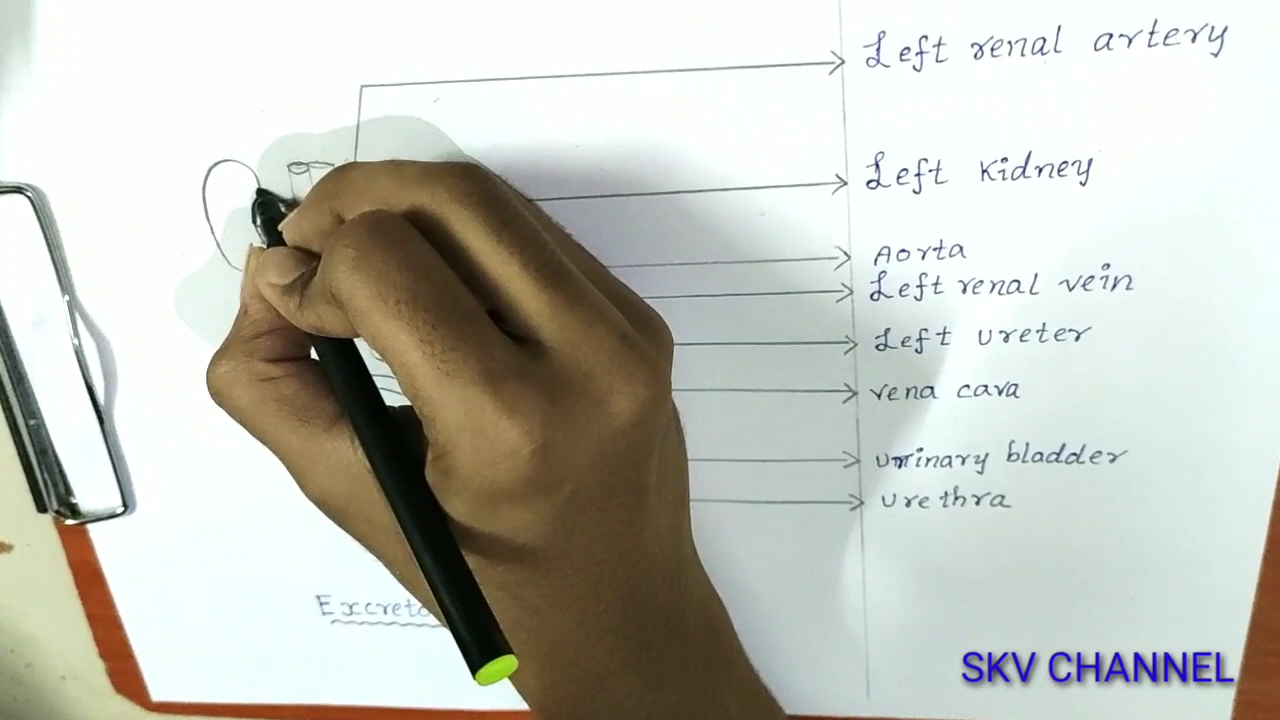 Left renal artery
Left Kidney
Aorta
Left renal vein
Left ureter
vena cava
urinary bladder
urethra
SKV CHANNEL